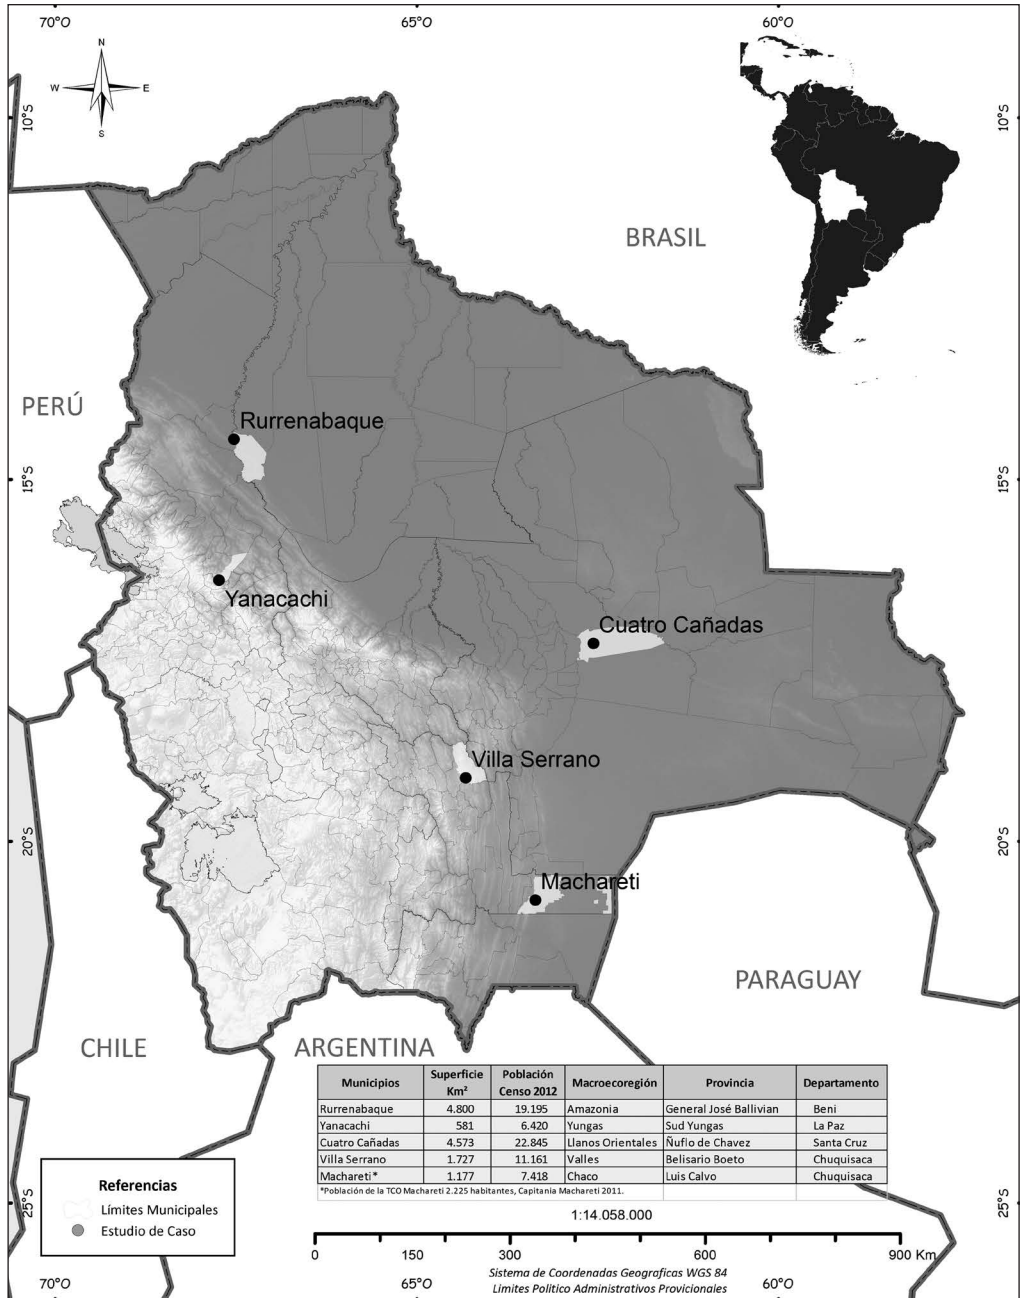 70°O 65°O 60°O
N
W E
S
10°S 10°S
BRASIL
PERÚ
Rurrenabaque
15°S 15°S
Yanacachi
Cuatro Cañadas
Villa Serrano
20°S 20°S
Machareti
PARAGUAY
CHILE
ARGENTINA
Municipios Superficie Km² Población Censo 2012 Macroecoregión Provincia Departamento
Rurrenabaque 4.800 19.195 Amazonia General José Ballivian Beni
Yanacachi 581 6.420 Yungas Sud Yungas La Paz
Cuatro Cañadas 4.573 22.845 Llanos Orientales Ñuflo de Chavez Santa Cruz
Villa Serrano 1.727 11.161 Valles Belisario Boeto Chuquisaca
Machareti* 1.177 7.418 Chaco Luis Calvo Chuquisaca
*Población de la TCO Machareti 2.225 habitantes, Capitania Machareti 2011.
Referencias
Límites Municipales
Estudio de Caso
25°S 25°S
1:14.058.000
0 150 300 600 900 Km
Sistema de Coordenadas Geograficas WGS 84
Limites Politico Administrativos Provicionales
70°O 65°O 60°O